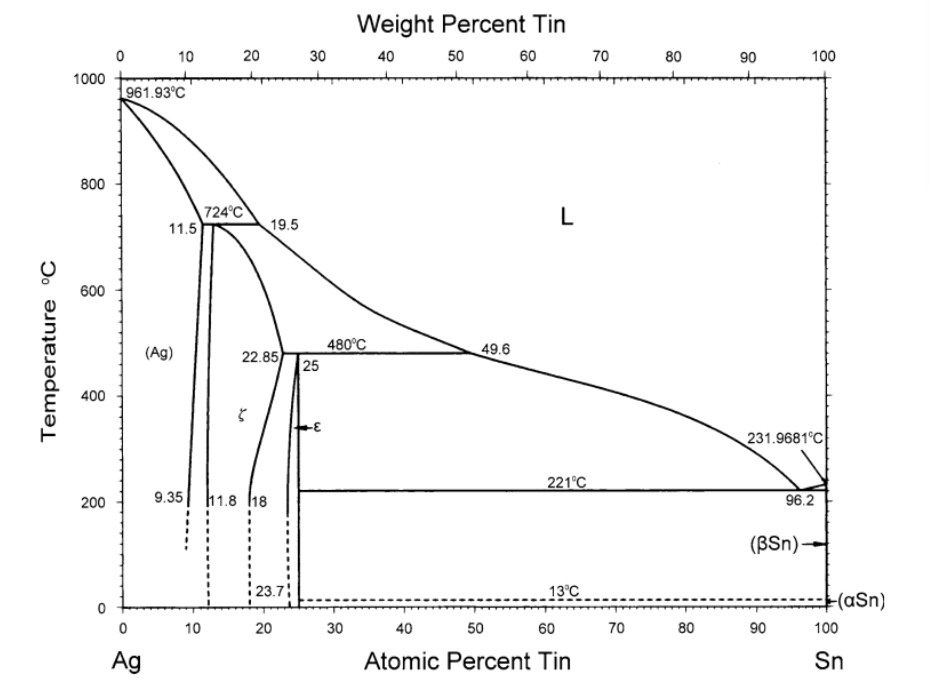 Weight Percent Tin
0 10 20 30 40 50 60 70 80 90 100
1000
961.93°C
800
724°C
11.5
19.5
L
Temperature °C
600
480°C
(Ag)
22.85
25
49.6
400
ζ
ε
231.9681°C
221°C
200
9.35
11.8
18
96.2
(βSn)
23.7
13°C
0
(αSn)
0 10 20 30 40 50 60 70 80 90 100
Ag
Atomic Percent Tin
Sn